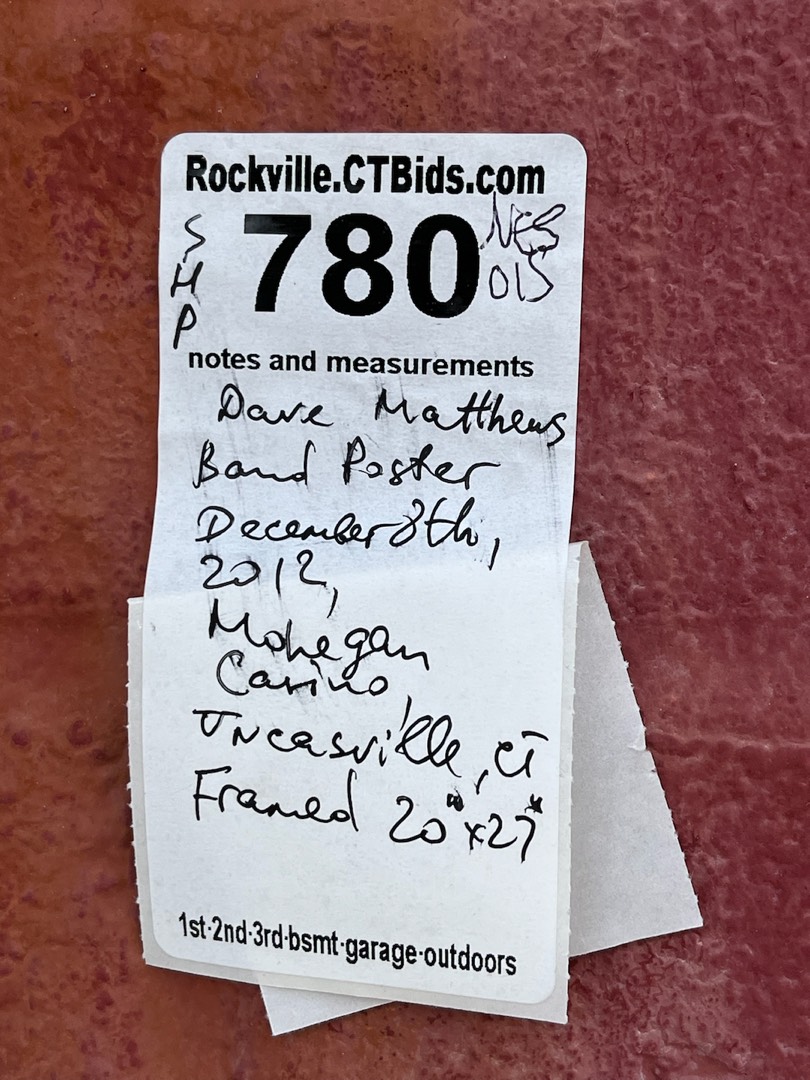 Rockville.CTBids.com
SHP
780
NES
015
notes and measurements
Dave Matthews
Band Poster
December 8th,
2012,
Mohegan
Casino,
Uncasville, CT
Framed 20"x27"
1st·2nd·3rd·bsmt·garage·outdoors